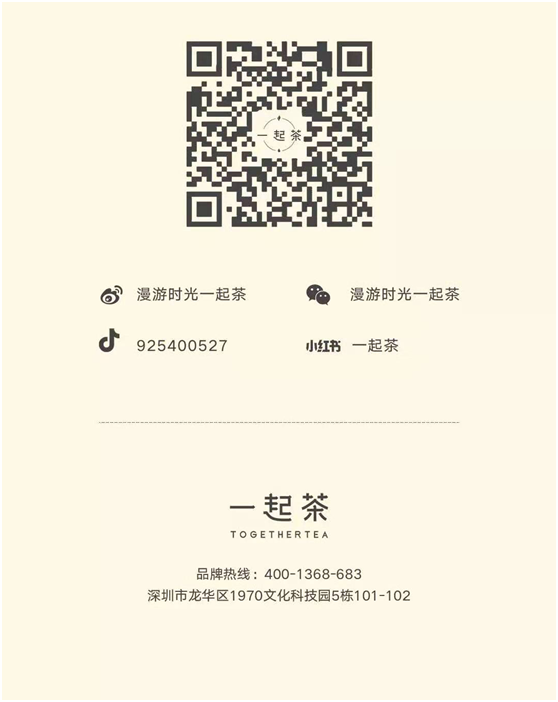 一起茶
漫游时光一起茶
漫游时光一起茶
925400527
小红书 一起茶
一起茶
TOGETHERTEA
品牌热线：400-1368-683
深圳市龙华区1970文化科技园5栋101-102